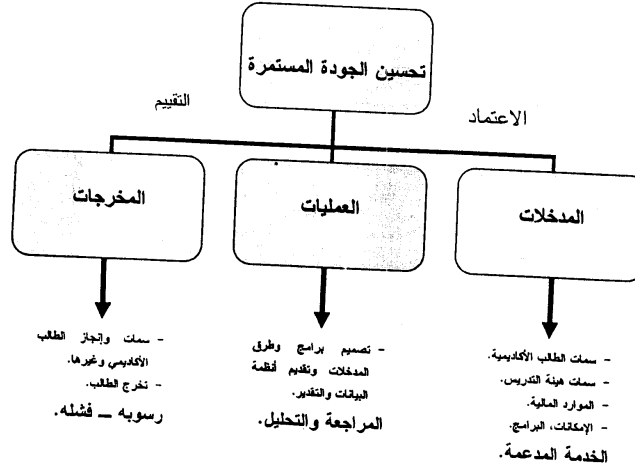 تحسين الجودة المستمرة
الاعتماد
التقييم
المدخلات
العمليات
المخرجات
- سمات الطالب الأكاديمية.
- سمات هيئة التدريس.
- الموارد المالية.
- الإمكانات، البرامج.
الخدمة المدعمة.
- تصميم برامج وطرق
المدخلات وتقديم أنظمة
البيانات والتقدير.
المراجعة والتحليل.
- سمات وإنجاز الطالب
الأكاديمي وغيرها.
- تخرج الطالب.
رسوبه – فشله.